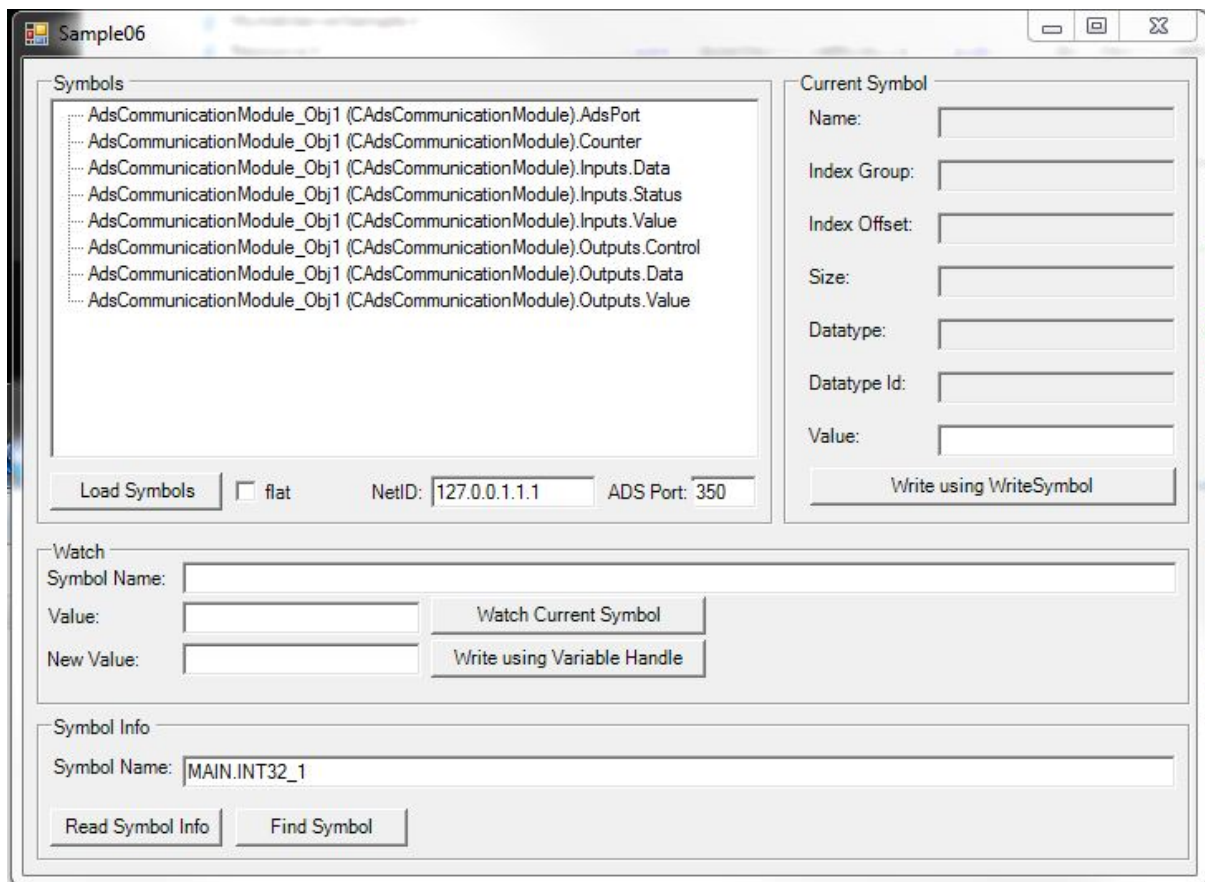 Sample06
Symbols
AdsCommunicationModule_Obj1 (CAdsCommunicationModule).AdsPort
AdsCommunicationModule_Obj1 (CAdsCommunicationModule).Counter
AdsCommunicationModule_Obj1 (CAdsCommunicationModule).Inputs.Data
AdsCommunicationModule_Obj1 (CAdsCommunicationModule).Inputs.Status
AdsCommunicationModule_Obj1 (CAdsCommunicationModule).Inputs.Value
AdsCommunicationModule_Obj1 (CAdsCommunicationModule).Outputs.Control
AdsCommunicationModule_Obj1 (CAdsCommunicationModule).Outputs.Data
AdsCommunicationModule_Obj1 (CAdsCommunicationModule).Outputs.Value
Load Symbols flat NetID: 127.0.0.1.1.1 ADS Port: 350
Current Symbol
Name:
Index Group:
Index Offset:
Size:
Datatype:
Datatype Id:
Value:
Write using WriteSymbol
Watch
Symbol Name:
Value: Watch Current Symbol
New Value: Write using Variable Handle
Symbol Info
Symbol Name: MAIN.INT32_1
Read Symbol Info Find Symbol